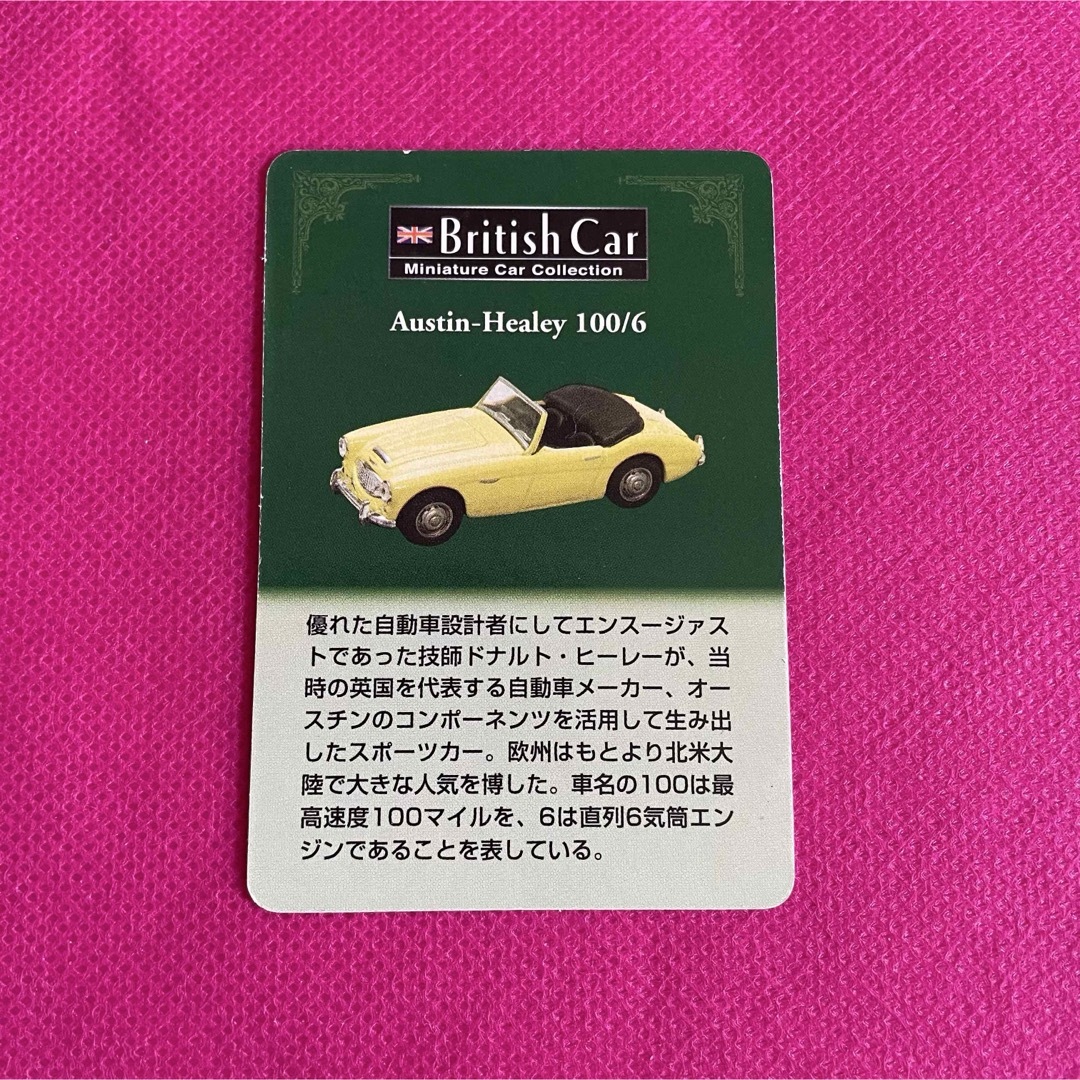 British Car
Miniature Car Collection
Austin-Healey 100/6
優れた自動車設計者にしてエンスージァス
トであった技師ドナルト・ヒーレーが、当
時の英国を代表する自動車メーカー、オー
スチンのコンポーネンツを活用して生み出
したスポーツカー。欧州はもとより北米大
陸で大きな人気を博した。車名の100は最
高速度100マイルを、6は直列6気筒エン
ジンであることを表している。